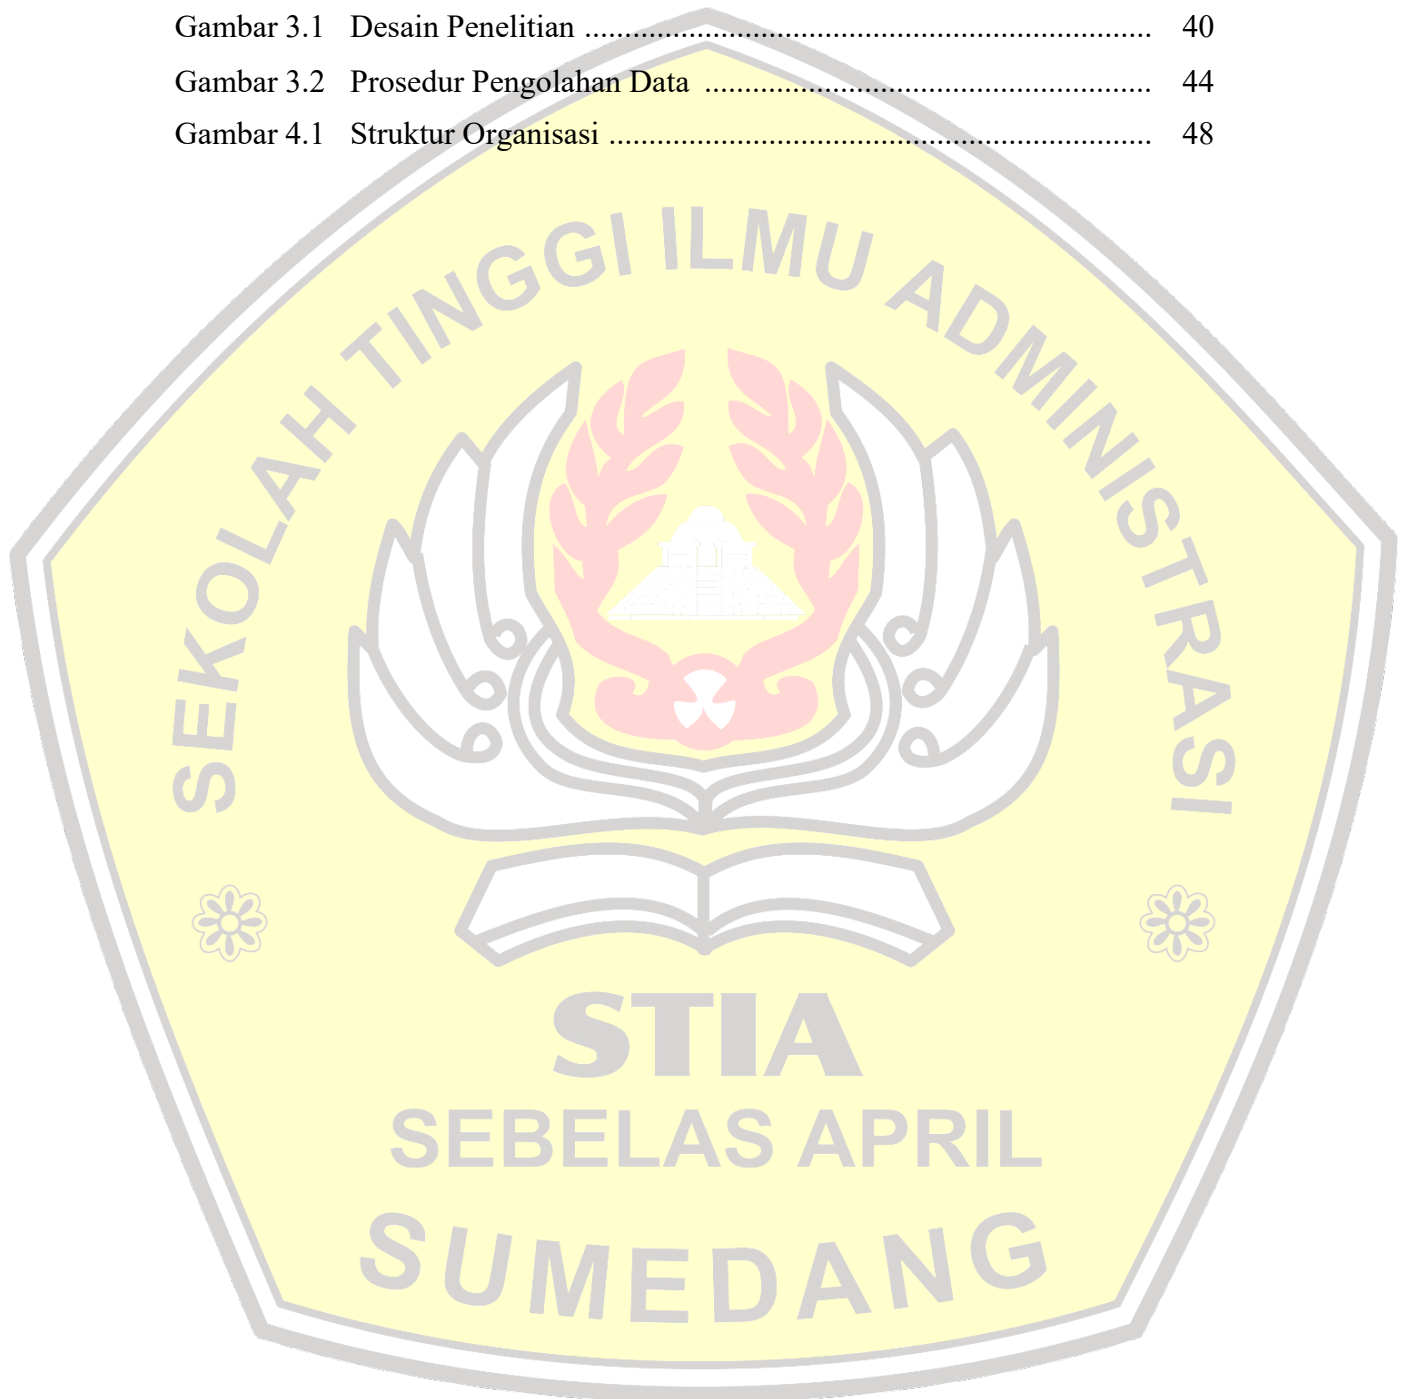 Gambar 3.1 Desain Penelitian ....................................................................... 40
Gambar 3.2 Prosedur Pengolahan Data ........................................................ 44
Gambar 4.1 Struktur Organisasi .................................................................... 48
SEKOLAH TINGGI ILMU ADMINISTRASI
STIA
SEBELAS APRIL
SUMEDANG